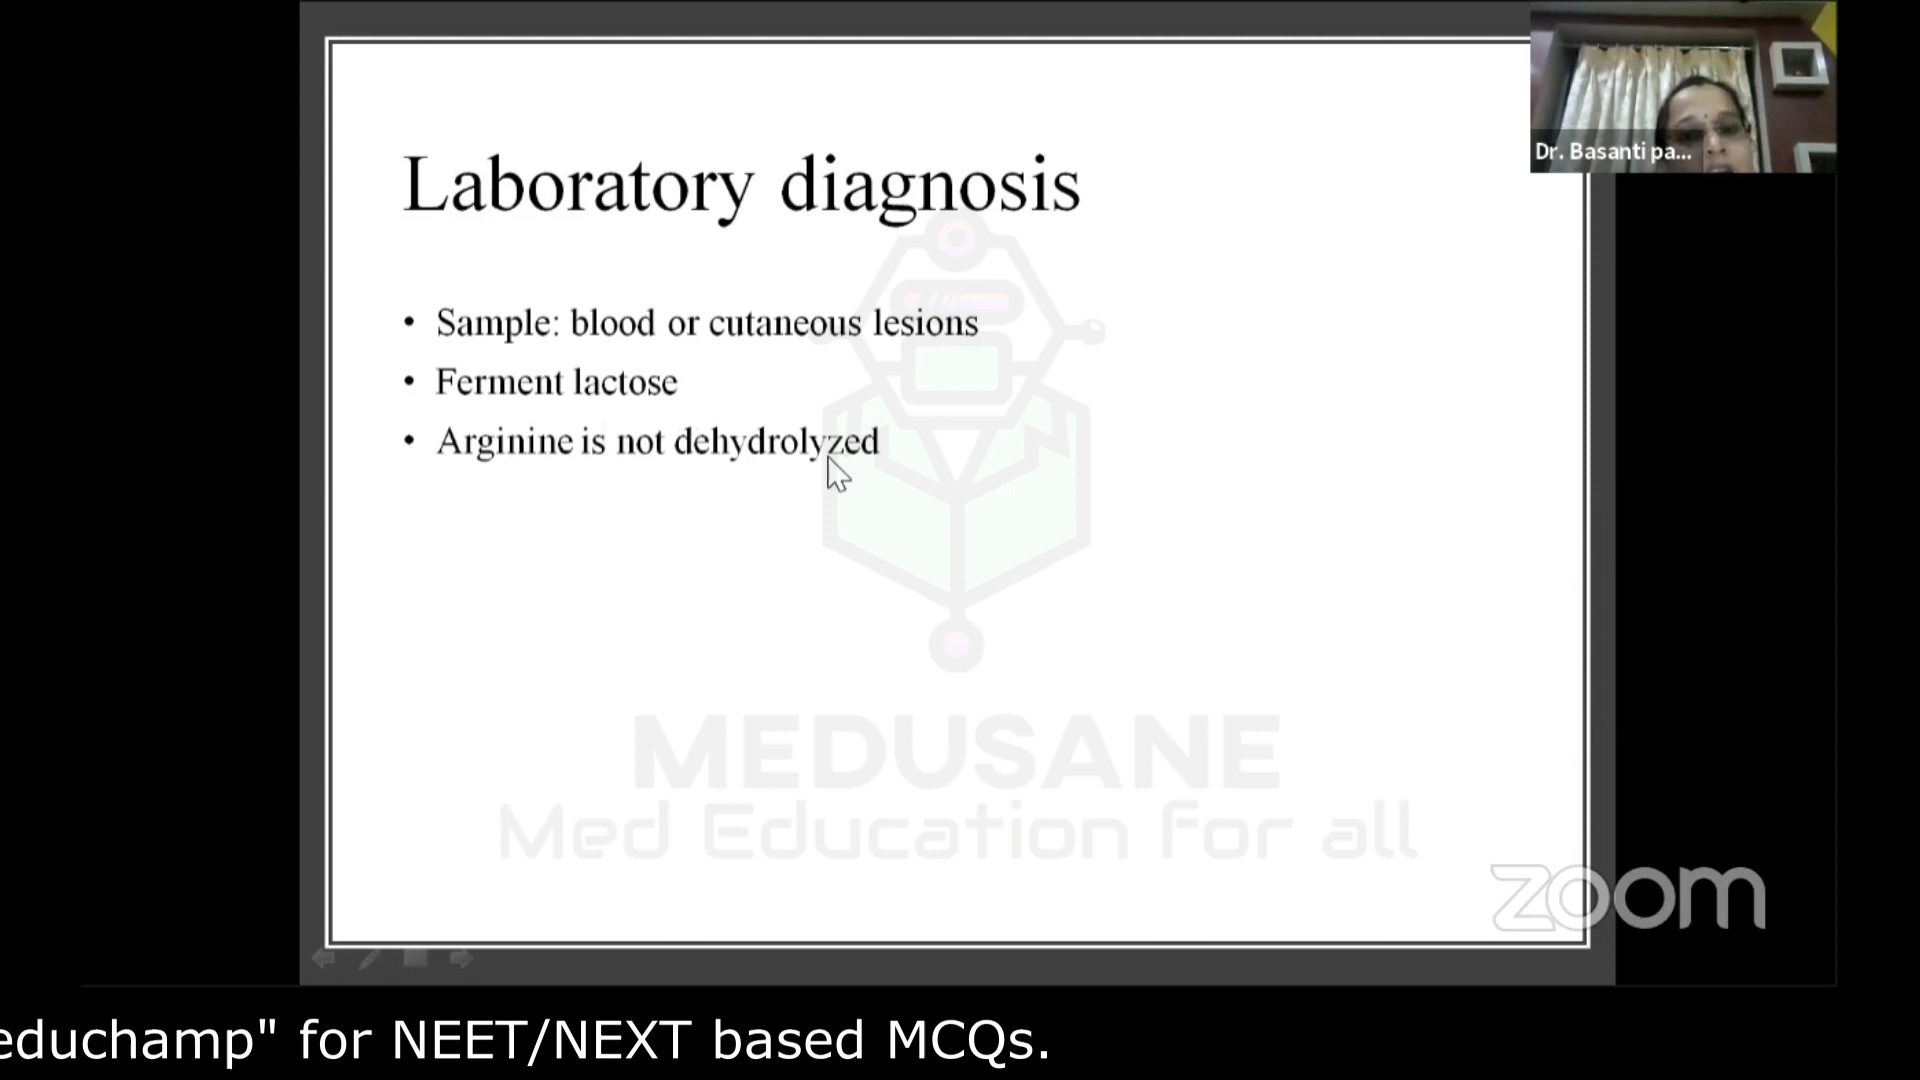 Laboratory diagnosis
Dr. Basanti pa...
• Sample: blood or cutaneous lesions
• Ferment lactose
• Arginine is not dehydrolyzed
MEDUSANE
Med Education for all
zoom
educhamp" for NEET/NEXT based MCQs.